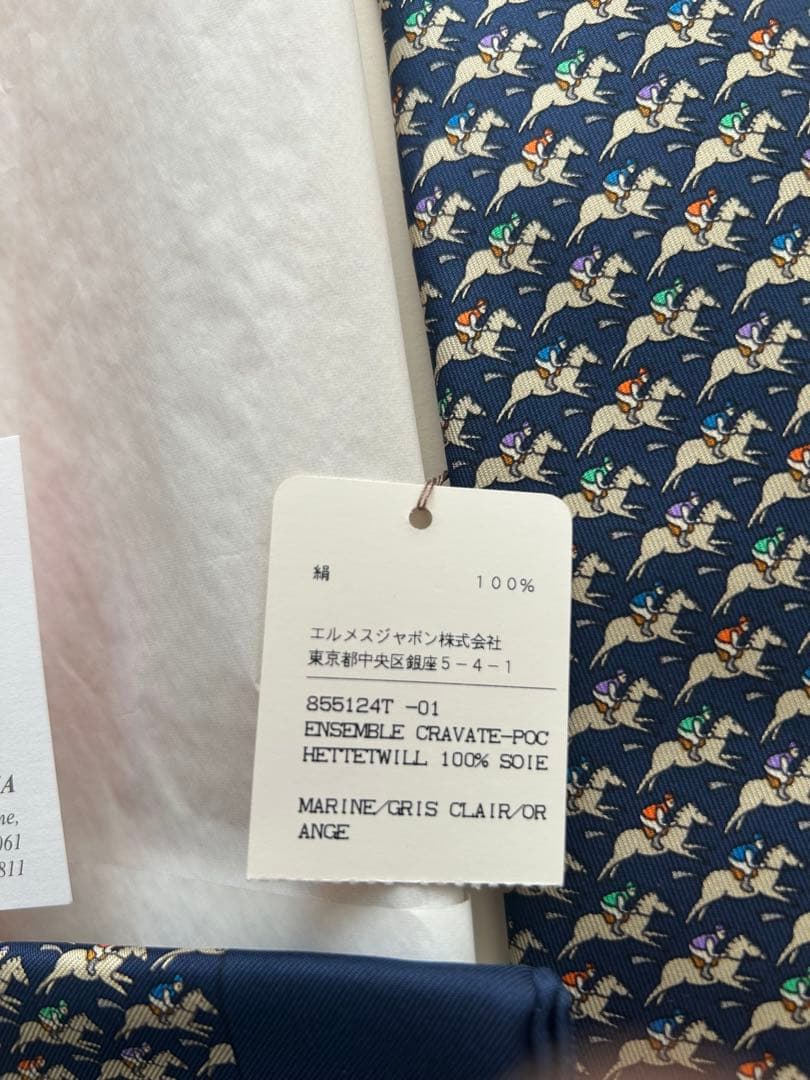 絹 100%
エルメスジャポン株式会社
東京都中央区銀座5-4-1
855124T -01
ENSEMBLE CRAVATE-POC
HETTETWILL 100% SOIE
MARINE/GRIS CLAIR/OR
ANGE
A
ne,
061
811